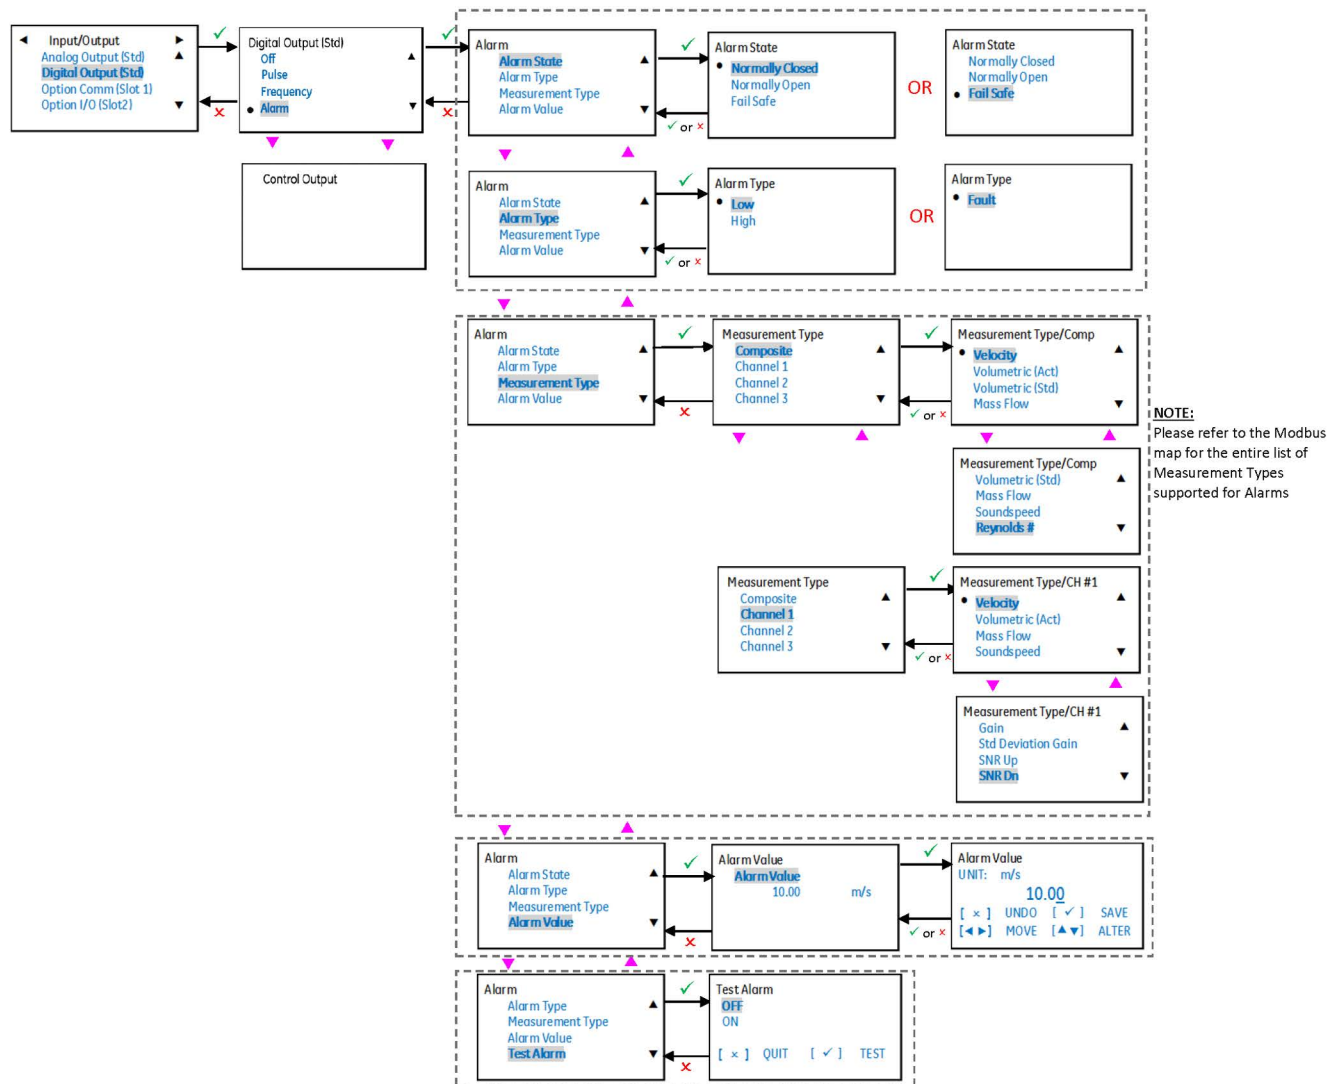 Input/Output
Analog Output (Std)
Digital Output (Std)
Option Comm (Slot 1)
Option I/O (Slot2)
Digital Output (Std)
Off
Pulse
Frequency
Alarm
Control Output
Alarm
Alarm State
Alarm Type
Measurement Type
Alarm Value
Alarm State
Normally Closed
Normally Open
Fail Safe
✓ or ×
OR
Alarm State
Normally Closed
Normally Open
Fail Safe
Alarm
Alarm State
Alarm Type
Measurement Type
Alarm Value
Alarm Type
Low
High
✓ or ×
OR
Alarm Type
Fault
Alarm
Alarm State
Alarm Type
Measurement Type
Alarm Value
Measurement Type
Composite
Channel 1
Channel 2
Channel 3
Measurement Type/Comp
Velocity
Volumetric (Act)
Volumetric (Std)
Mass Flow
✓ or ×
NOTE:
Please refer to the Modbus
map for the entire list of
Measurement Types
supported for Alarms
Measurement Type/Comp
Volumetric (Std)
Mass Flow
Soundspeed
Reynolds #
Measurement Type
Composite
Channel 1
Channel 2
Channel 3
Measurement Type/CH #1
Velocity
Volumetric (Act)
Mass Flow
Soundspeed
✓ or ×
Measurement Type/CH #1
Gain
Std Deviation Gain
SNR Up
SNR Dn
Alarm
Alarm State
Alarm Type
Measurement Type
Alarm Value
Alarm Value
Alarm Value
10.00 m/s
Alarm Value
UNIT: m/s
10.00
[ × ] UNDO [ ✓ ] SAVE
[◄ ►] MOVE [▲▼] ALTER
✓ or ×
Alarm
Alarm Type
Measurement Type
Alarm Value
Test Alarm
Test Alarm
OFF
ON
[ × ] QUIT [ ✓ ] TEST